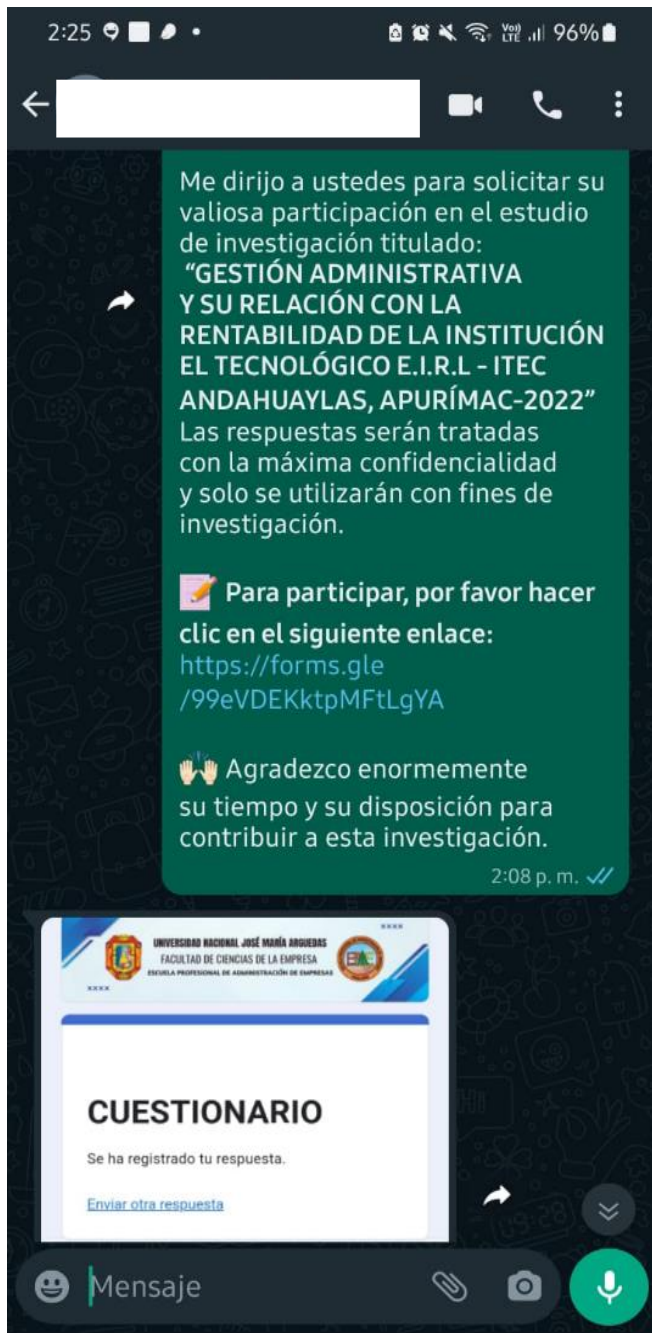 2:25
Voi)
LTE
96%
Me dirijo a ustedes para solicitar su
valiosa participación en el estudio
de investigación titulado:
“GESTIÓN ADMINISTRATIVA
Y SU RELACIÓN CON LA
RENTABILIDAD DE LA INSTITUCIÓN
EL TECNOLÓGICO E.I.R.L – ITEC
ANDAHUAYLAS, APURÍMAC-2022”
Las respuestas serán tratadas
con la máxima confidencialidad
y solo se utilizarán con fines de
investigación.
Para participar, por favor hacer
clic en el siguiente enlace:
https://forms.gle
/99eVDEKktpMFtLgYA
Agradezco enormemente
su tiempo y su disposición para
contribuir a esta investigación.
2:08 p. m.
xxxx
UNIVERSIDAD NACIONAL JOSÉ MARÍA ARGUEDAS
FACULTAD DE CIENCIAS DE LA EMPRESA
ESCUELA PROFESIONAL DE ADMINISTRACIÓN DE EMPRESAS
xxxx
CUESTIONARIO
Se ha registrado tu respuesta.
Enviar otra respuesta
Mensaje